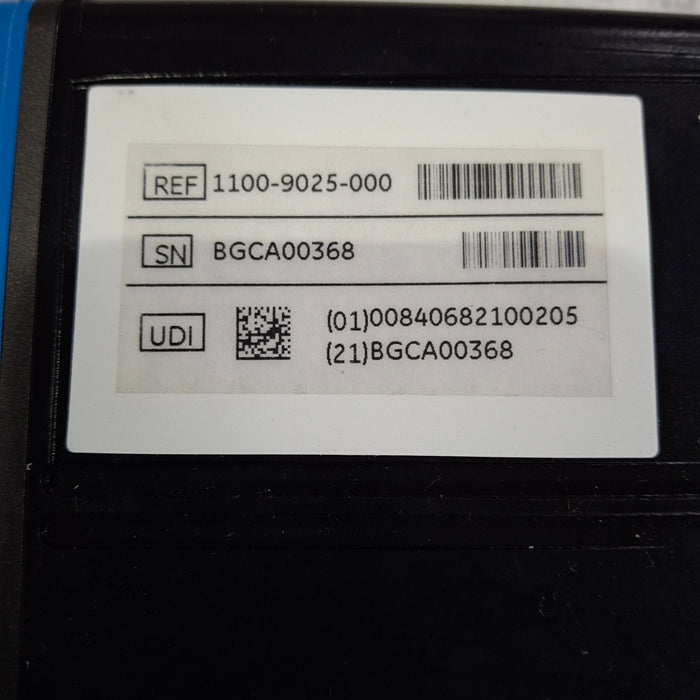 REF 1100-9025-000
SN BGCA00368
UDI (01)00840682100205
(21)BGCA00368